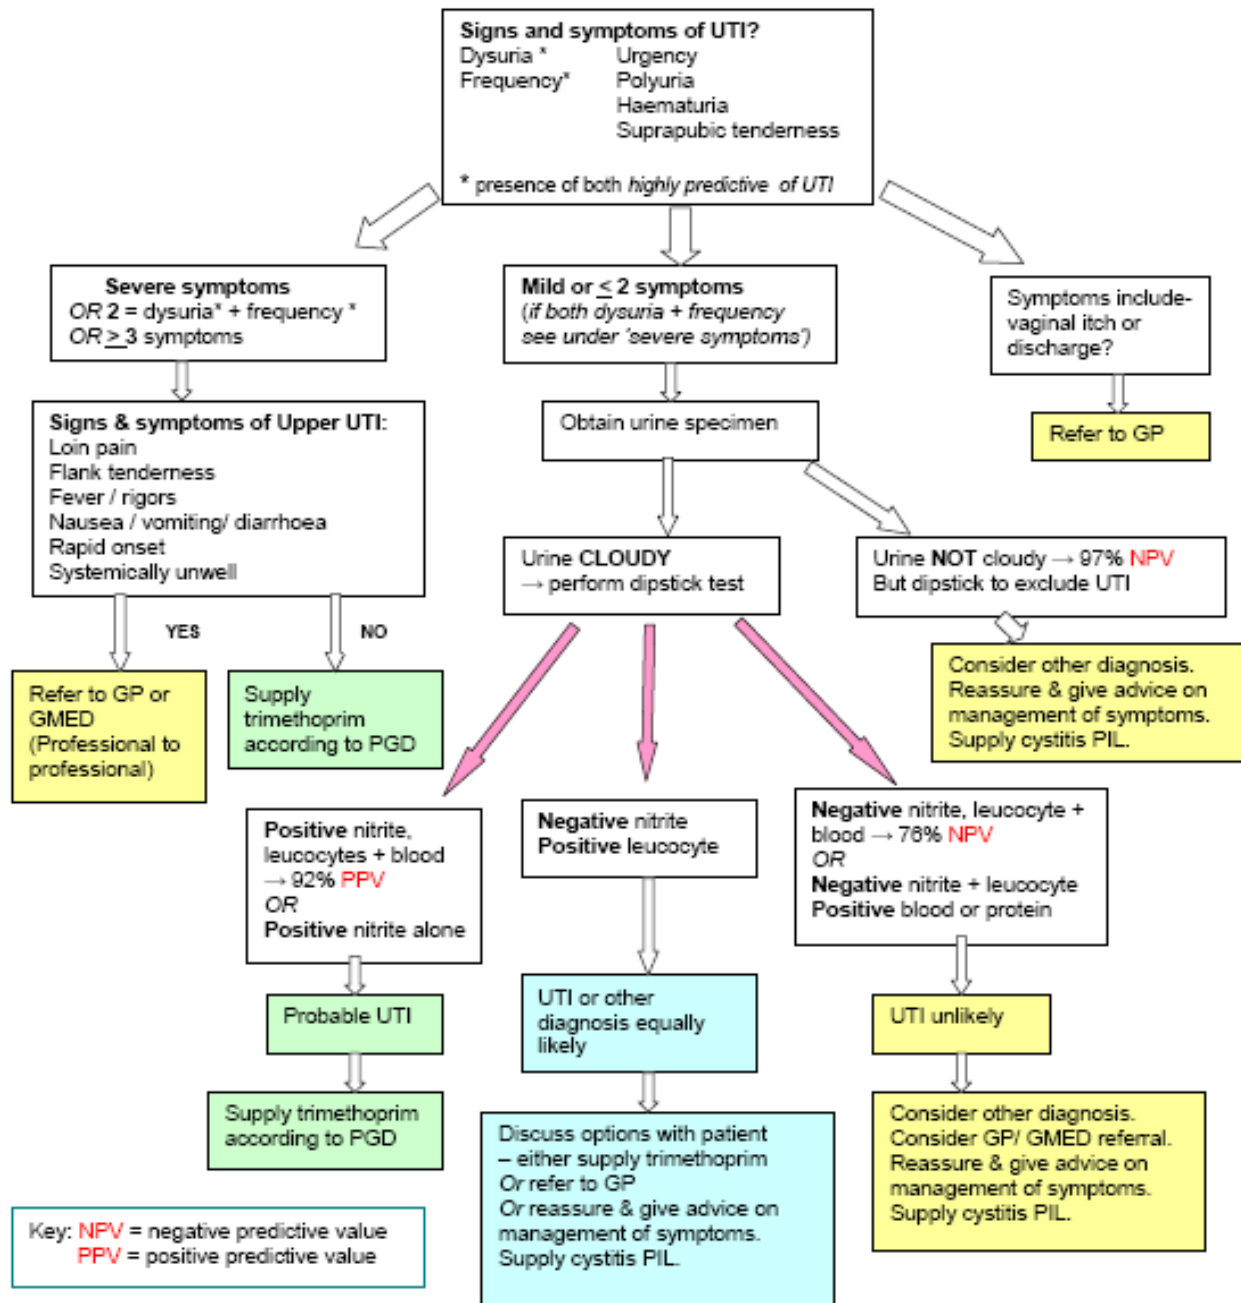 Signs and symptoms of UTI?
Dysuria * Urgency
Frequency* Polyuria
Haematuria
Suprapubic tenderness
* presence of both highly predictive of UTI
Severe symptoms
OR 2 = dysuria* + frequency *
OR ≥ 3 symptoms
Mild or ≤ 2 symptoms
(if both dysuria + frequency
see under 'severe symptoms')
Symptoms include-
vaginal itch or
discharge?
Signs & symptoms of Upper UTI:
Loin pain
Flank tenderness
Fever / rigors
Nausea / vomiting/ diarrhoea
Rapid onset
Systemically unwell
Obtain urine specimen
Refer to GP
Urine CLOUDY
→ perform dipstick test
Urine NOT cloudy → 97% NPV
But dipstick to exclude UTI
YES
NO
Refer to GP or
GMED
(Professional to
professional)
Supply
trimethoprim
according to PGD
Consider other diagnosis.
Reassure & give advice on
management of symptoms.
Supply cystitis PIL.
Positive nitrite,
leucocytes + blood
→ 92% PPV
OR
Positive nitrite alone
Negative nitrite
Positive leucocyte
Negative nitrite, leucocyte +
blood → 76% NPV
OR
Negative nitrite + leucocyte
Positive blood or protein
Probable UTI
UTI or other
diagnosis equally
likely
UTI unlikely
Supply trimethoprim
according to PGD
Discuss options with patient
– either supply trimethoprim
Or refer to GP
Or reassure & give advice on
management of symptoms.
Supply cystitis PIL.
Consider other diagnosis.
Consider GP/ GMED referral.
Reassure & give advice on
management of symptoms.
Supply cystitis PIL.
Key: NPV = negative predictive value
PPV = positive predictive value